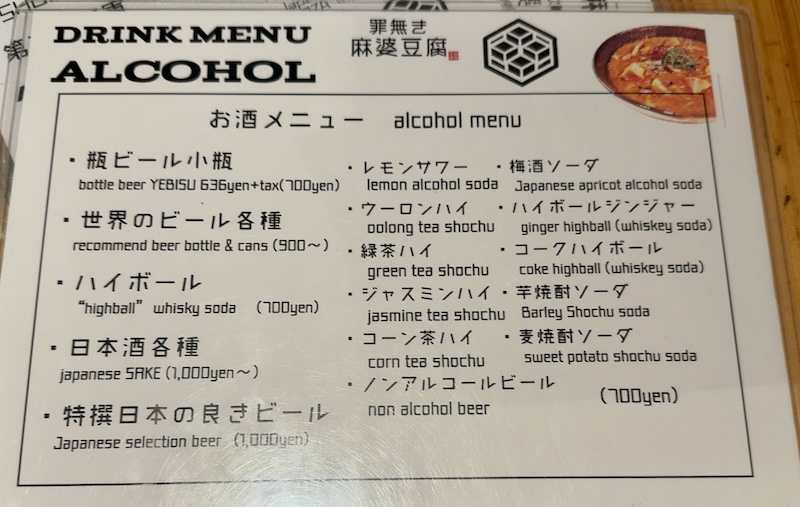 DRINK MENU
ALCOHOL
罪無き
麻婆豆腐
お酒メニュー alcohol menu
・瓶ビール小瓶
bottle beer YEBISU 636yen+tax(700yen)
・世界のビール各種
recommend beer bottle & cans (900～)
・ハイボール
“highball” whisky soda (700yen)
・日本酒各種
japanese SAKE (1,000yen～)
・特撰日本の良きビール
Japanese selection beer (1,000yen)
・レモンサワー
lemon alcohol soda
・ウーロンハイ
oolong tea shochu
・緑茶ハイ
green tea shochu
・ジャスミンハイ
jasmine tea shochu
・コーン茶ハイ
corn tea shochu
・ノンアルコールビール
non alcohol beer
・梅酒ソーダ
Japanese apricot alcohol soda
・ハイボールジンジャー
ginger highball (whiskey soda)
・コークハイボール
coke highball (whiskey soda)
・芋焼酎ソーダ
Barley Shochu soda
・麦焼酎ソーダ
sweet potato shochu soda
(700yen)